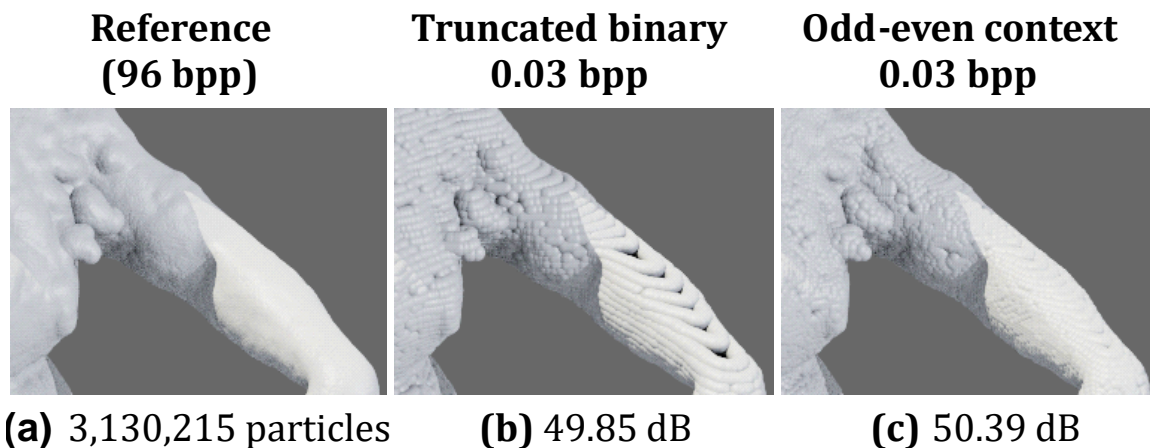 Reference
(96 bpp)
Truncated binary
0.03 bpp
Odd-even context
0.03 bpp
(a) 3,130,215 particles
(b) 49.85 dB
(c) 50.39 dB